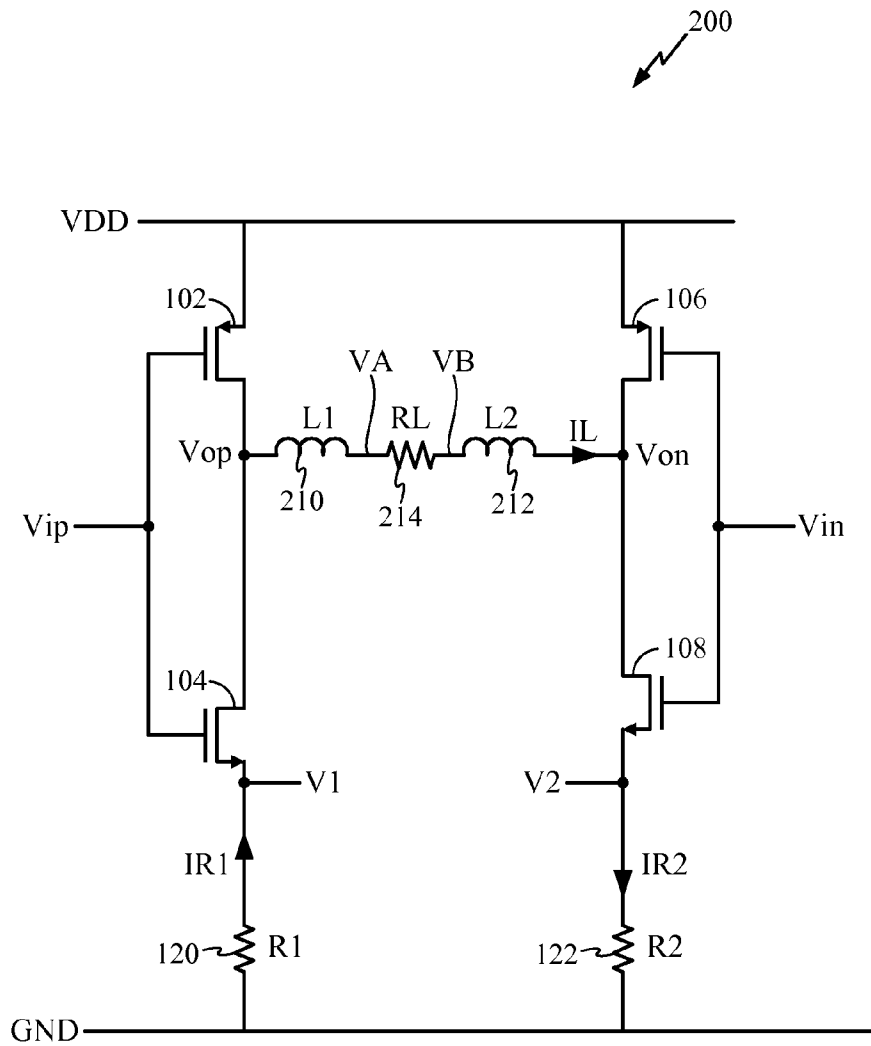 200
VDD
102
106
VA
VB
L1
RL
L2
IL
Vop
Von
210
214
212
Vip
Vin
104
108
V1
V2
IR1
IR2
120
R1
122
R2
GND